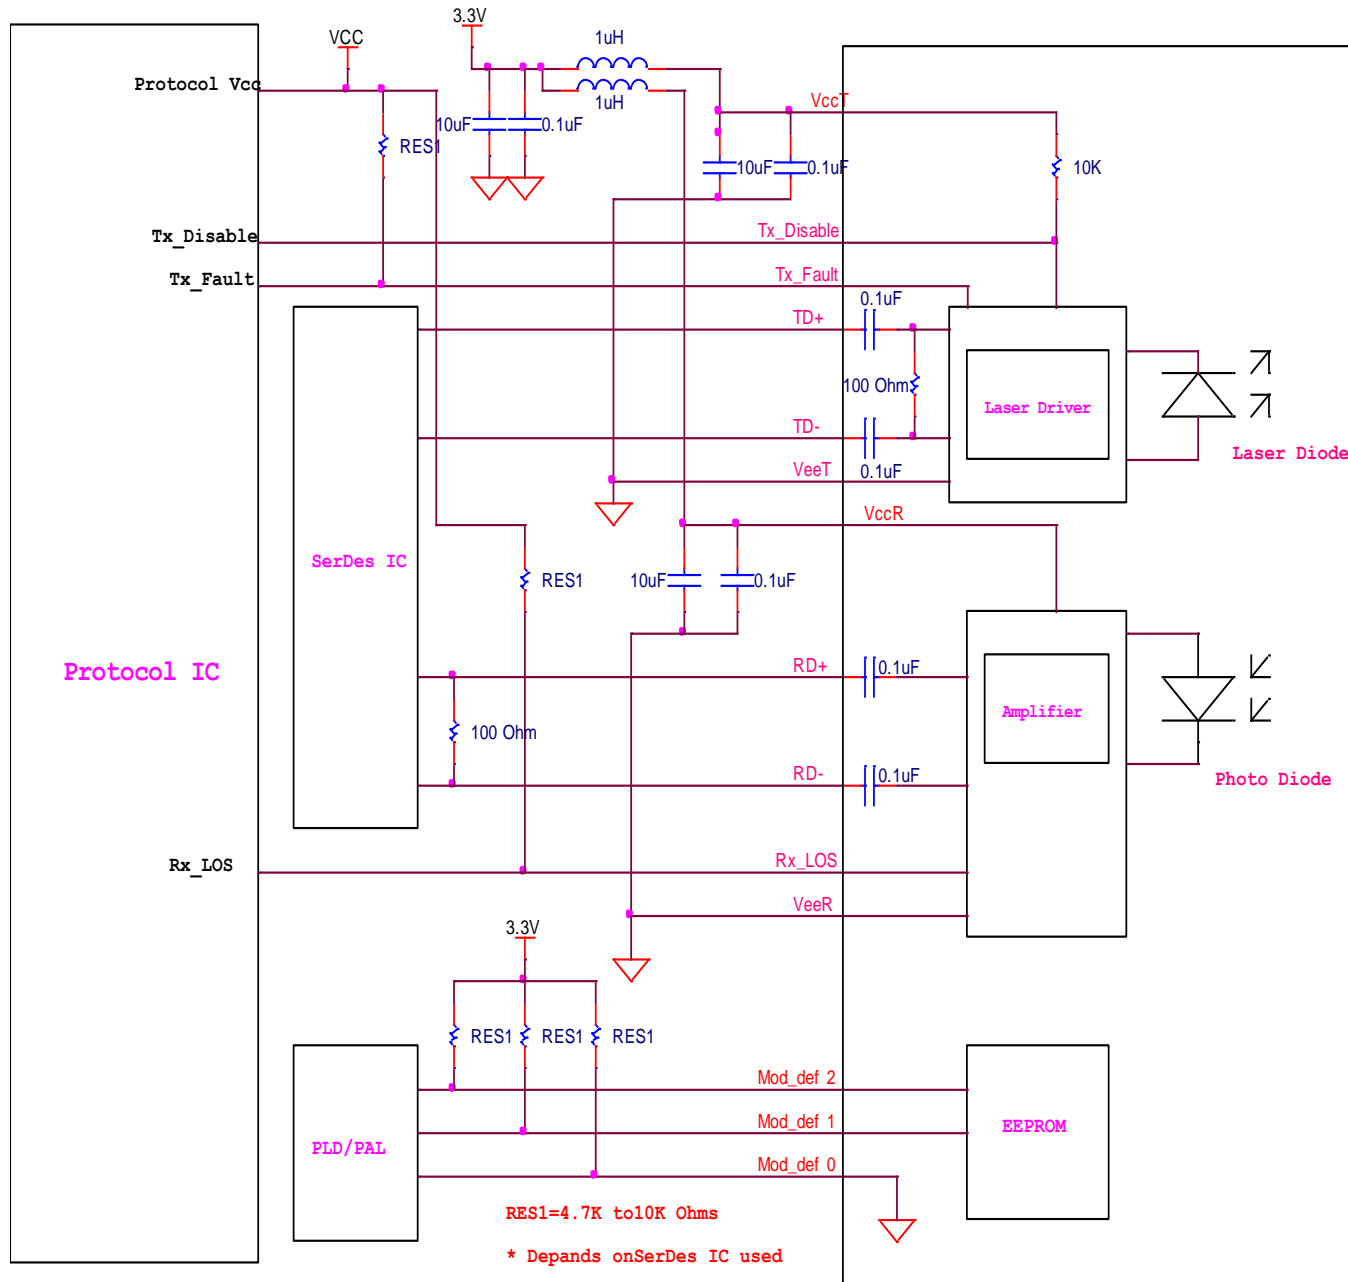 3.3V
VCC
1uH
Protocol Vcc
1uH
VccT
10uF
0.1uF
RES1
10uF
0.1uF
10K
Tx_Disable
Tx_Disable
Tx_Fault
Tx_Fault
0.1uF
TD+
100 Ohm
Laser Driver
TD-
Laser Diode
VeeT
0.1uF
VccR
SerDes IC
RES1
10uF
0.1uF
Protocol IC
RD+
0.1uF
Amplifier
100 Ohm
RD-
0.1uF
Photo Diode
Rx_LOS
Rx_LOS
VeeR
3.3V
RES1
RES1
RES1
Mod_def 2
Mod_def 1
EEPROM
PLD/PAL
Mod_def 0
RES1=4.7K to10K Ohms
* Depands onSerDes IC used